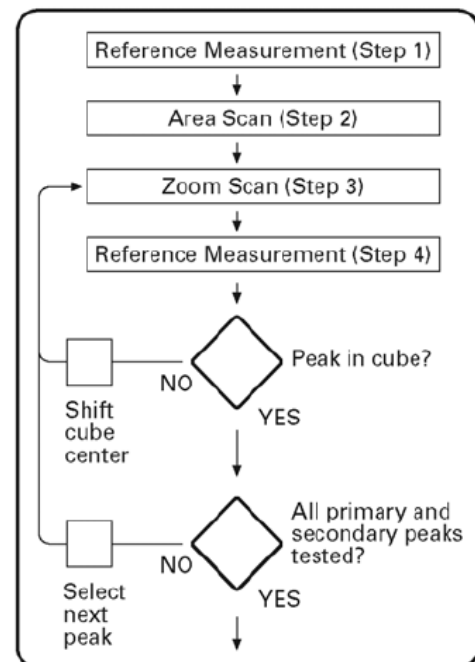 Reference Measurement (Step 1)
Area Scan (Step 2)
Zoom Scan (Step 3)
Reference Measurement (Step 4)
Peak in cube?
NO
YES
Shift
cube
center
All primary and
secondary peaks
tested?
NO
YES
Select
next
peak